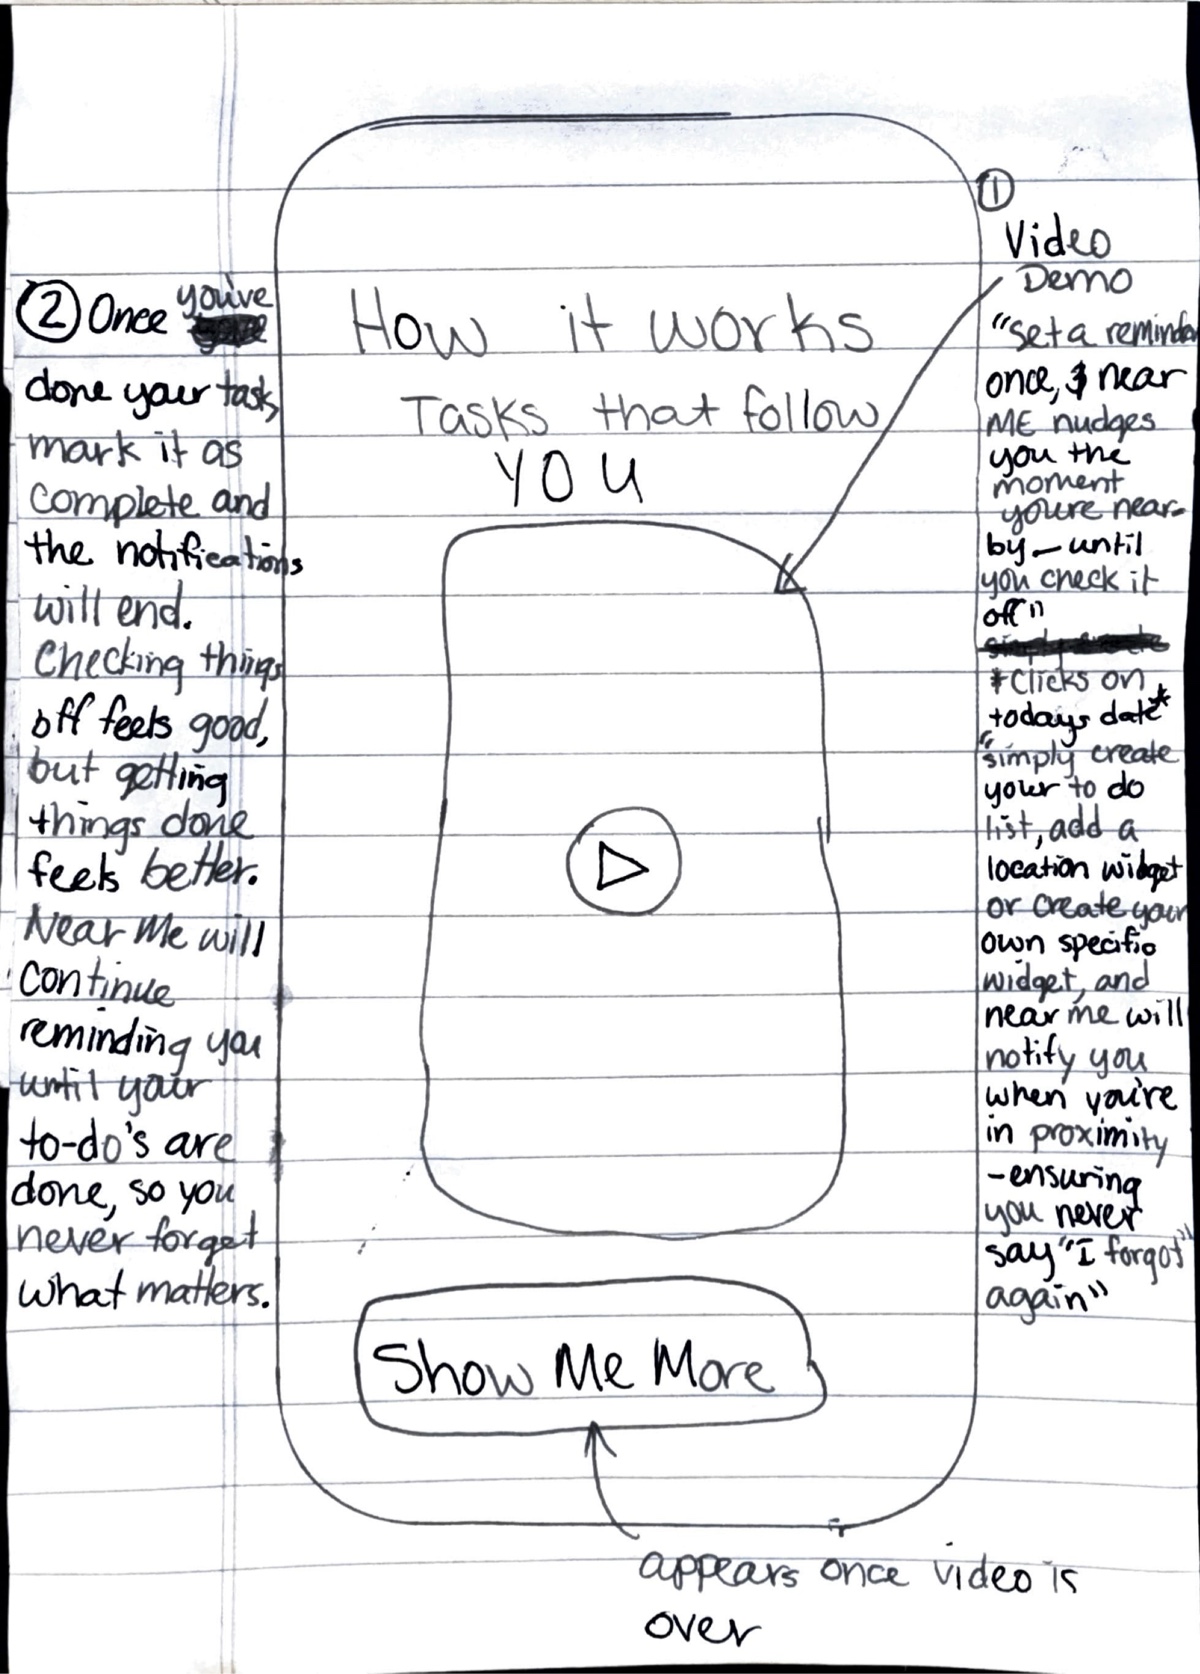 How it works
Tasks that follow
YOU
Show Me More
appears once video is
over
①
Video
Demo
"set a reminder
once, & near
ME nudges
you the
moment
youre near-
by – until
you check it
off"
*Clicks on
todays date*
"simply create
your to do
list, add a
location widget
or create your
own specific
widget, and
near me will
notify you
when you're
in proximity
-ensuring
you never
say "I forgot"
again"
② Once you've
done your task,
mark it as
complete and
the notifications
will end.
Checking things
off feels good,
but getting
things done
feels better.
Near Me will
continue
reminding you
until your
to-do's are
done, so you
never forget
what matters.